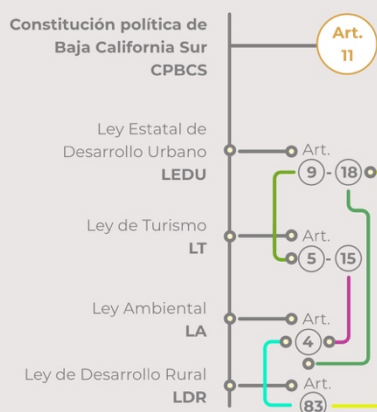 Constitución política de
Baja California Sur
CPBCS
Art.
11
Ley Estatal de
Desarrollo Urbano
LEDU
Art.
9 - 18
Ley de Turismo
LT
Art.
5 - 15
Ley Ambiental
LA
Art.
4
Ley de Desarrollo Rural
LDR
Art.
83